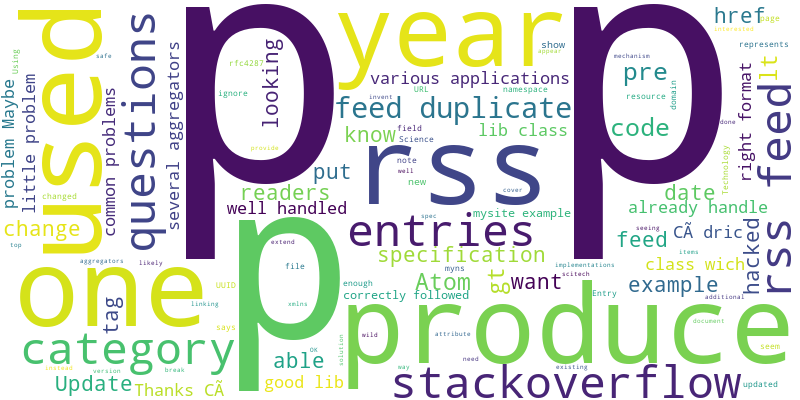 used
problem Maybe
little problem
common problems
questions
several aggregators
p
rfc4287
ignore
looking
provide
year
various applications
URL
namespace
invent
show
appear
feed duplicate
know
field
Science
lib class
rss
note
well
new
cover
p
mechanism
pre
resource
domain
code
done
href
page
interested
lt
represents
safe
Using
right format
Technology
rss feed
put
readers
date
already handle
changed
change
well handled
mysite example
entries
spec
seeing
CÃ dric
feed
hacked
specification
top
aggregators
likely
one
tag
UUID
linking
says
p
extend
file
xmlns
Atom
myns
scitech
gt
want
implementations
items
class wich
example
enough
correctly followed
Entry
additional
produce
document
category
able
OK
solution
wild
attribute
need
existing
way
seem
instead
version
break
Update
Thanks CÃ
good lib
stackoverflow
updated